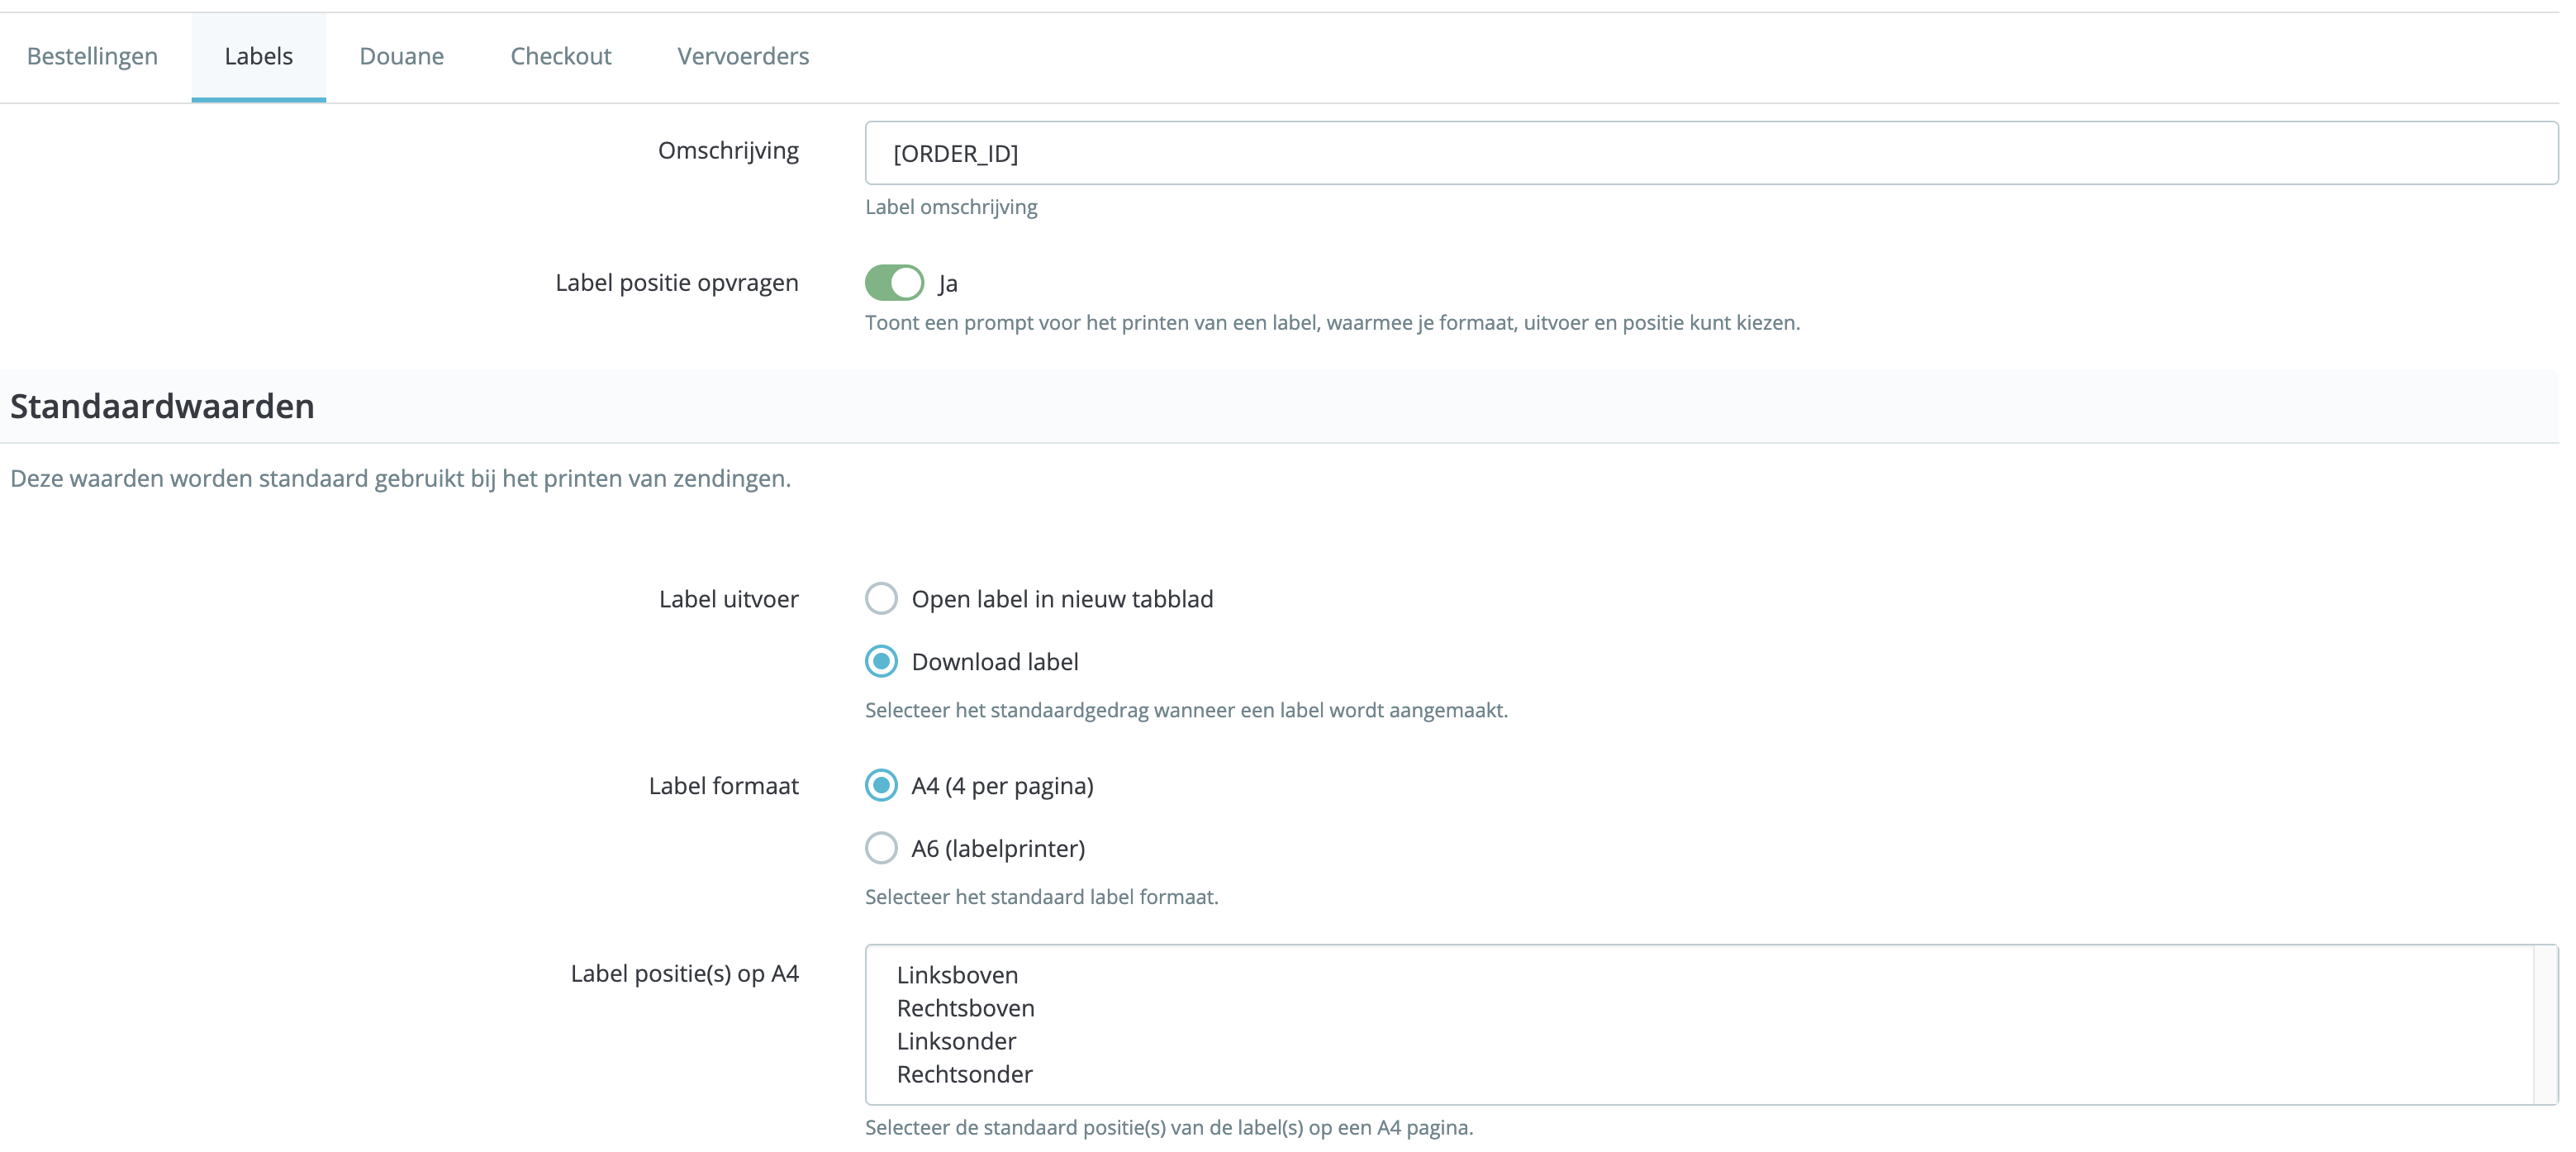 Bestellingen Labels Douane Checkout Vervoerders
Omschrijving [ORDER_ID]
Label omschrijving
Label positie opvragen Ja
Toont een prompt voor het printen van een label, waarmee je formaat, uitvoer en positie kunt kiezen.
Standaardwaarden
Deze waarden worden standaard gebruikt bij het printen van zendingen.
Label uitvoer Open label in nieuw tabblad
Download label
Selecteer het standaardgedrag wanneer een label wordt aangemaakt.
Label formaat A4 (4 per pagina)
A6 (labelprinter)
Selecteer het standaard label formaat.
Label positie(s) op A4 Linksboven
Rechtsboven
Linksonder
Rechtsonder
Selecteer de standaard positie(s) van de label(s) op een A4 pagina.